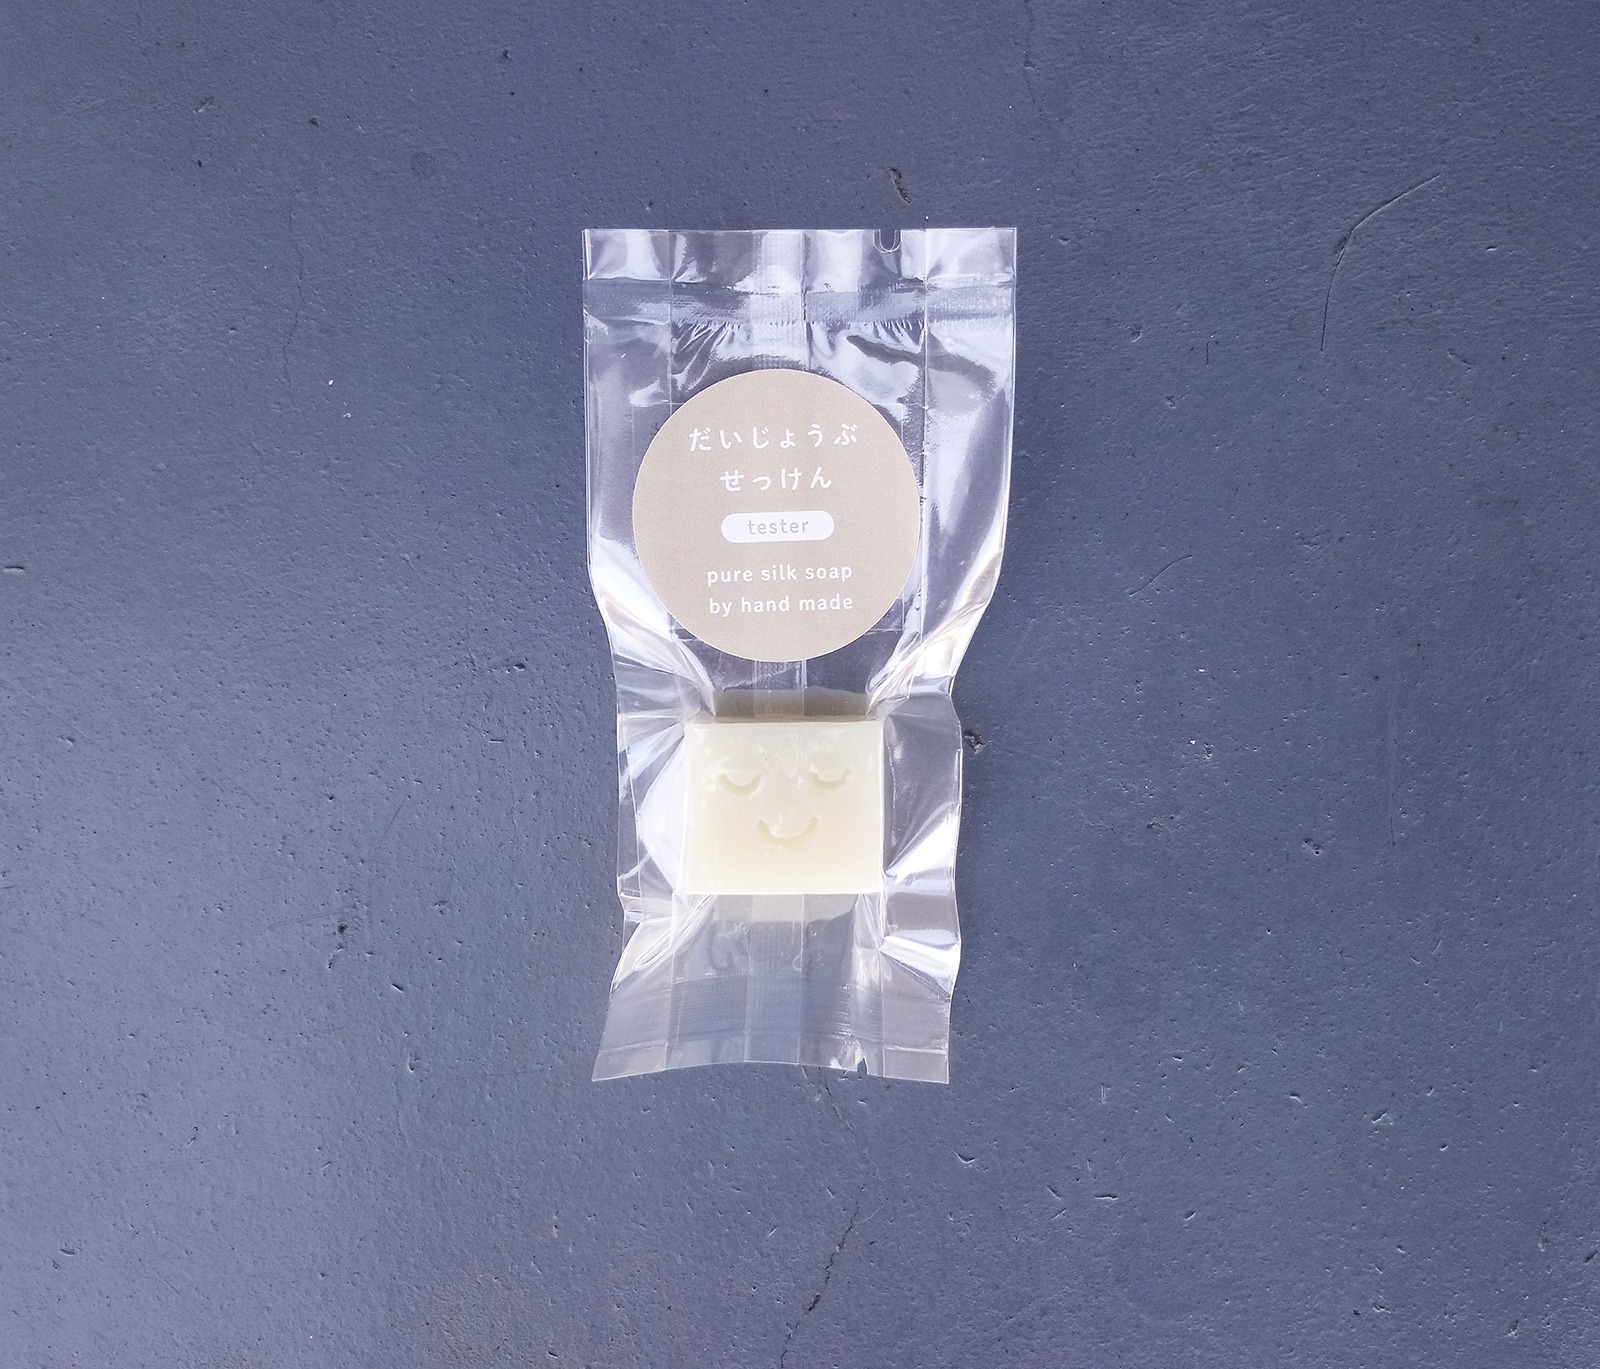 だいじょうぶ
せっけん
tester
pure silk soap
by hand made